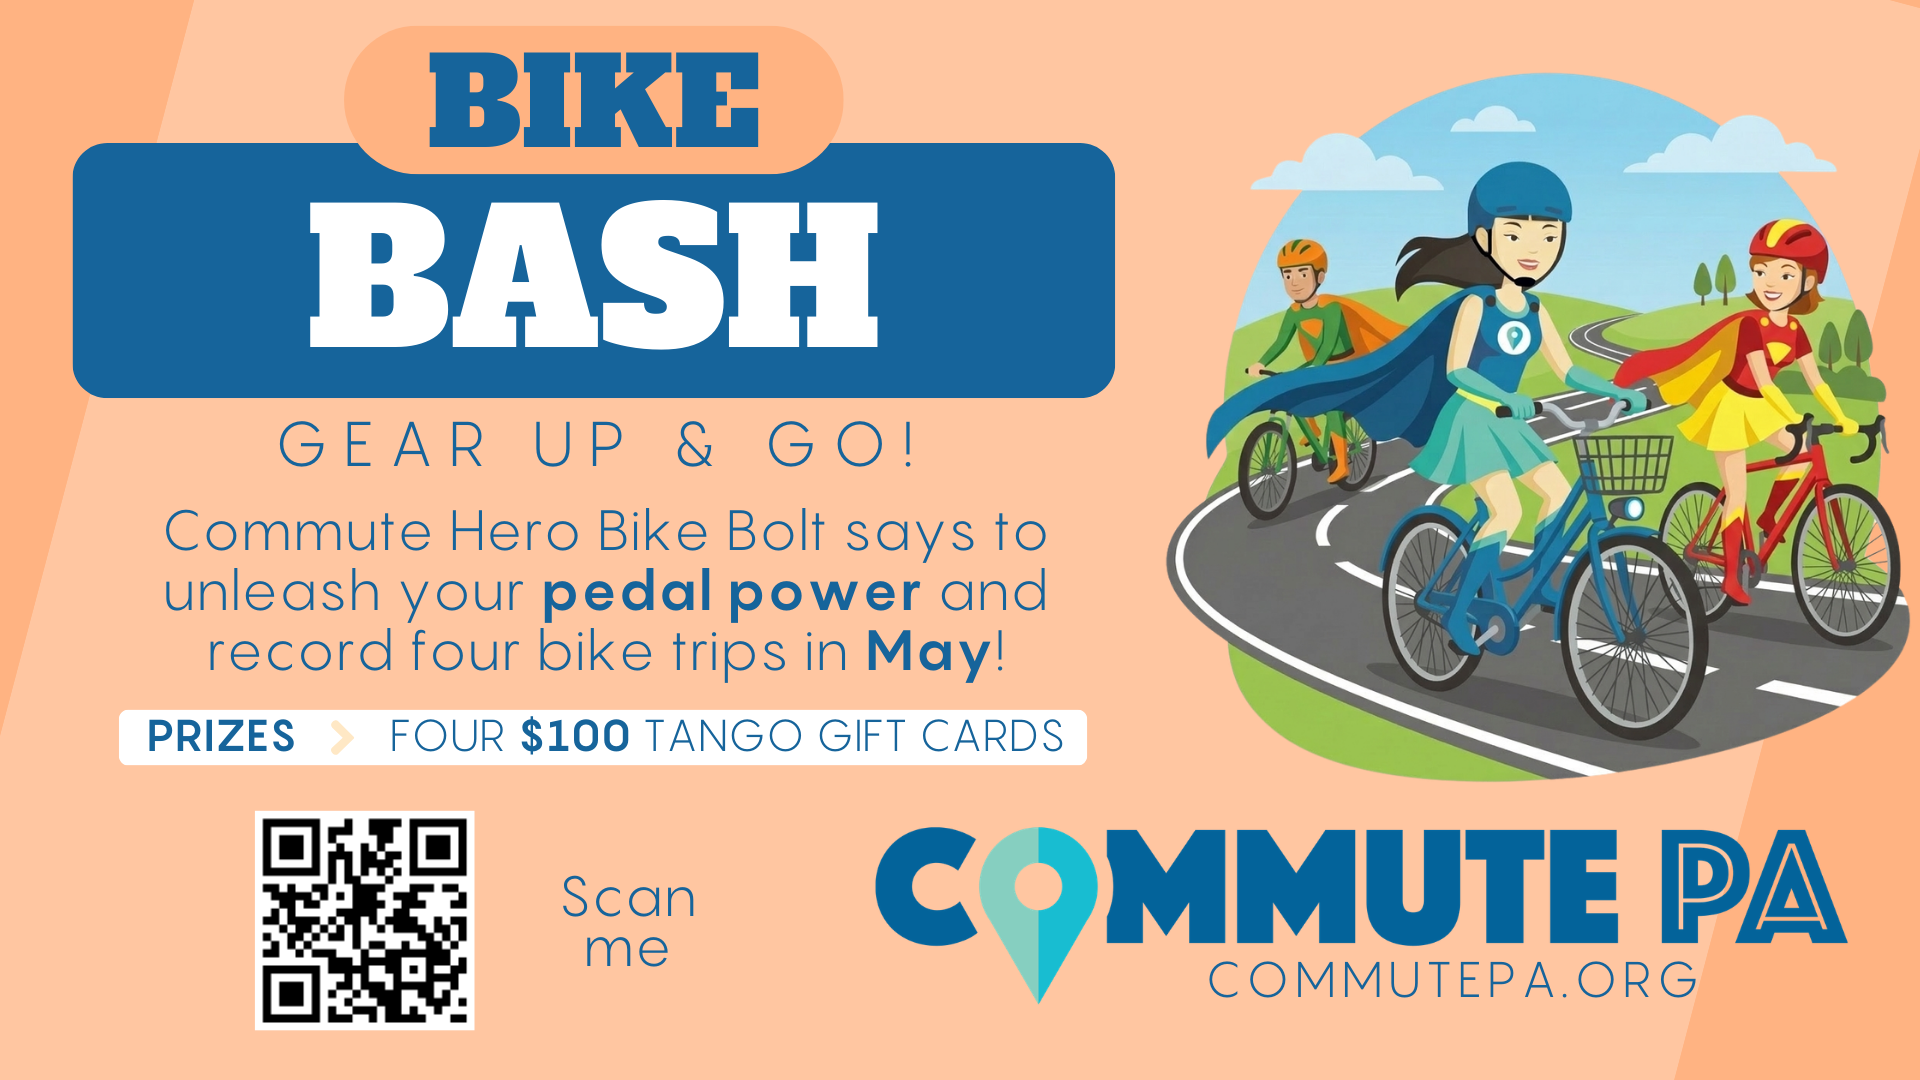 BIKE
BASH
GEAR UP & GO!
Commute Hero Bike Bolt says to
unleash your pedal power and
record four bike trips in May!
PRIZES > FOUR $100 TANGO GIFT CARDS
Scan
me
COMMUTE PA
COMMUTEPA.ORG